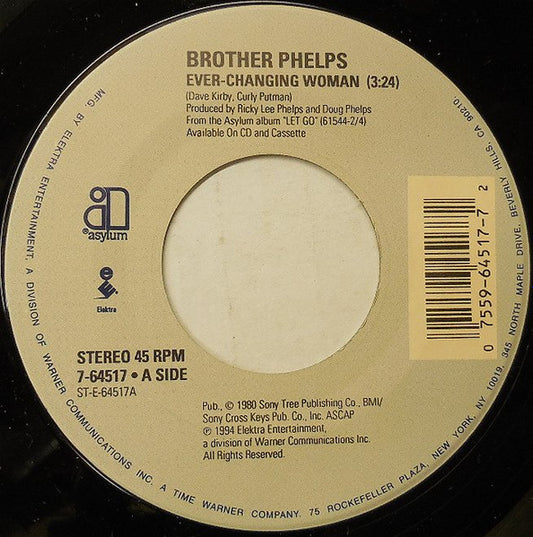 BROTHER PHELPS
EVER-CHANGING WOMAN (3:24)
(Dave Kirby, Curly Putman)
Produced by Ricky Lee Phelps and Doug Phelps
From the Asylum album "LET GO" (61544-2/4)
Available On CD and Cassette
® asylum
e
Elektra
0 7559-64517-7 2
STEREO 45 RPM
7-64517 • A SIDE
ST-E-64517A
Pub., © 1980 Sony Tree Publishing Co., BMI/
Sony Cross Keys Pub. Co., Inc. ASCAP
℗ 1994 Elektra Entertainment,
a division of Warner Communications Inc.
All Rights Reserved.
MFG. BY ELEKTRA ENTERTAINMENT, A DIVISION OF WARNER COMMUNICATIONS INC. A TIME WARNER COMPANY. 75 ROCKEFELLER PLAZA, NEW YORK, NY 10019. 345 NORTH MAPLE DRIVE, BEVERLY HILLS, CA 90210